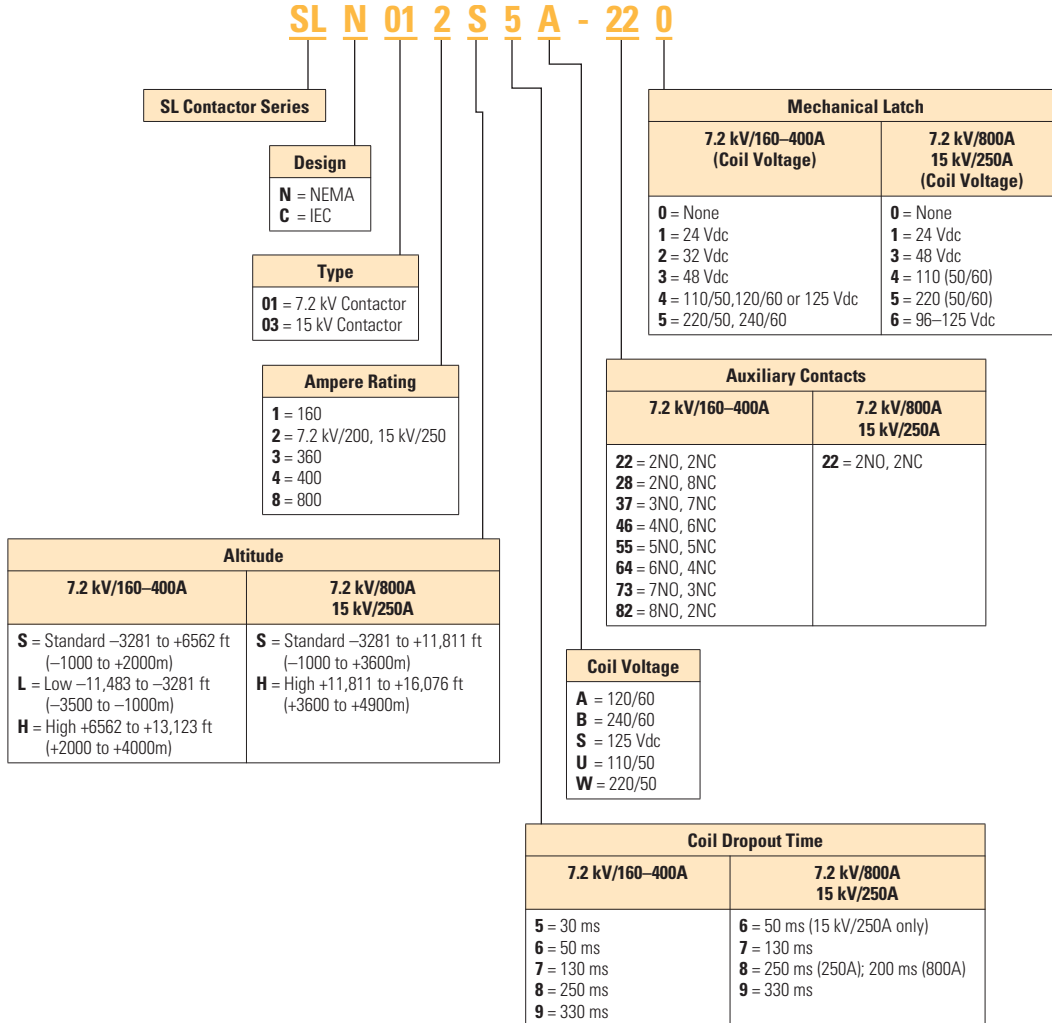 SL N 01 2 S 5 A - 22 0
SL Contactor Series
Design
N = NEMA
C = IEC
Type
01 = 7.2 kV Contactor
03 = 15 kV Contactor
Ampere Rating
1 = 160
2 = 7.2 kV/200, 15 kV/250
3 = 360
4 = 400
8 = 800
Altitude
7.2 kV/160–400A
S = Standard –3281 to +6562 ft
(–1000 to +2000m)
L = Low –11,483 to –3281 ft
(–3500 to –1000m)
H = High +6562 to +13,123 ft
(+2000 to +4000m)
7.2 kV/800A
15 kV/250A
S = Standard –3281 to +11,811 ft
(–1000 to +3600m)
H = High +11,811 to +16,076 ft
(+3600 to +4900m)
Mechanical Latch
7.2 kV/160–400A
(Coil Voltage)
0 = None
1 = 24 Vdc
2 = 32 Vdc
3 = 48 Vdc
4 = 110/50,120/60 or 125 Vdc
5 = 220/50, 240/60
7.2 kV/800A
15 kV/250A
(Coil Voltage)
0 = None
1 = 24 Vdc
3 = 48 Vdc
4 = 110 (50/60)
5 = 220 (50/60)
6 = 96–125 Vdc
Auxiliary Contacts
7.2 kV/160–400A
22 = 2NO, 2NC
28 = 2NO, 8NC
37 = 3NO, 7NC
46 = 4NO, 6NC
55 = 5NO, 5NC
64 = 6NO, 4NC
73 = 7NO, 3NC
82 = 8NO, 2NC
7.2 kV/800A
15 kV/250A
22 = 2NO, 2NC
Coil Voltage
A = 120/60
B = 240/60
S = 125 Vdc
U = 110/50
W = 220/50
Coil Dropout Time
7.2 kV/160–400A
5 = 30 ms
6 = 50 ms
7 = 130 ms
8 = 250 ms
9 = 330 ms
7.2 kV/800A
15 kV/250A
6 = 50 ms (15 kV/250A only)
7 = 130 ms
8 = 250 ms (250A); 200 ms (800A)
9 = 330 ms